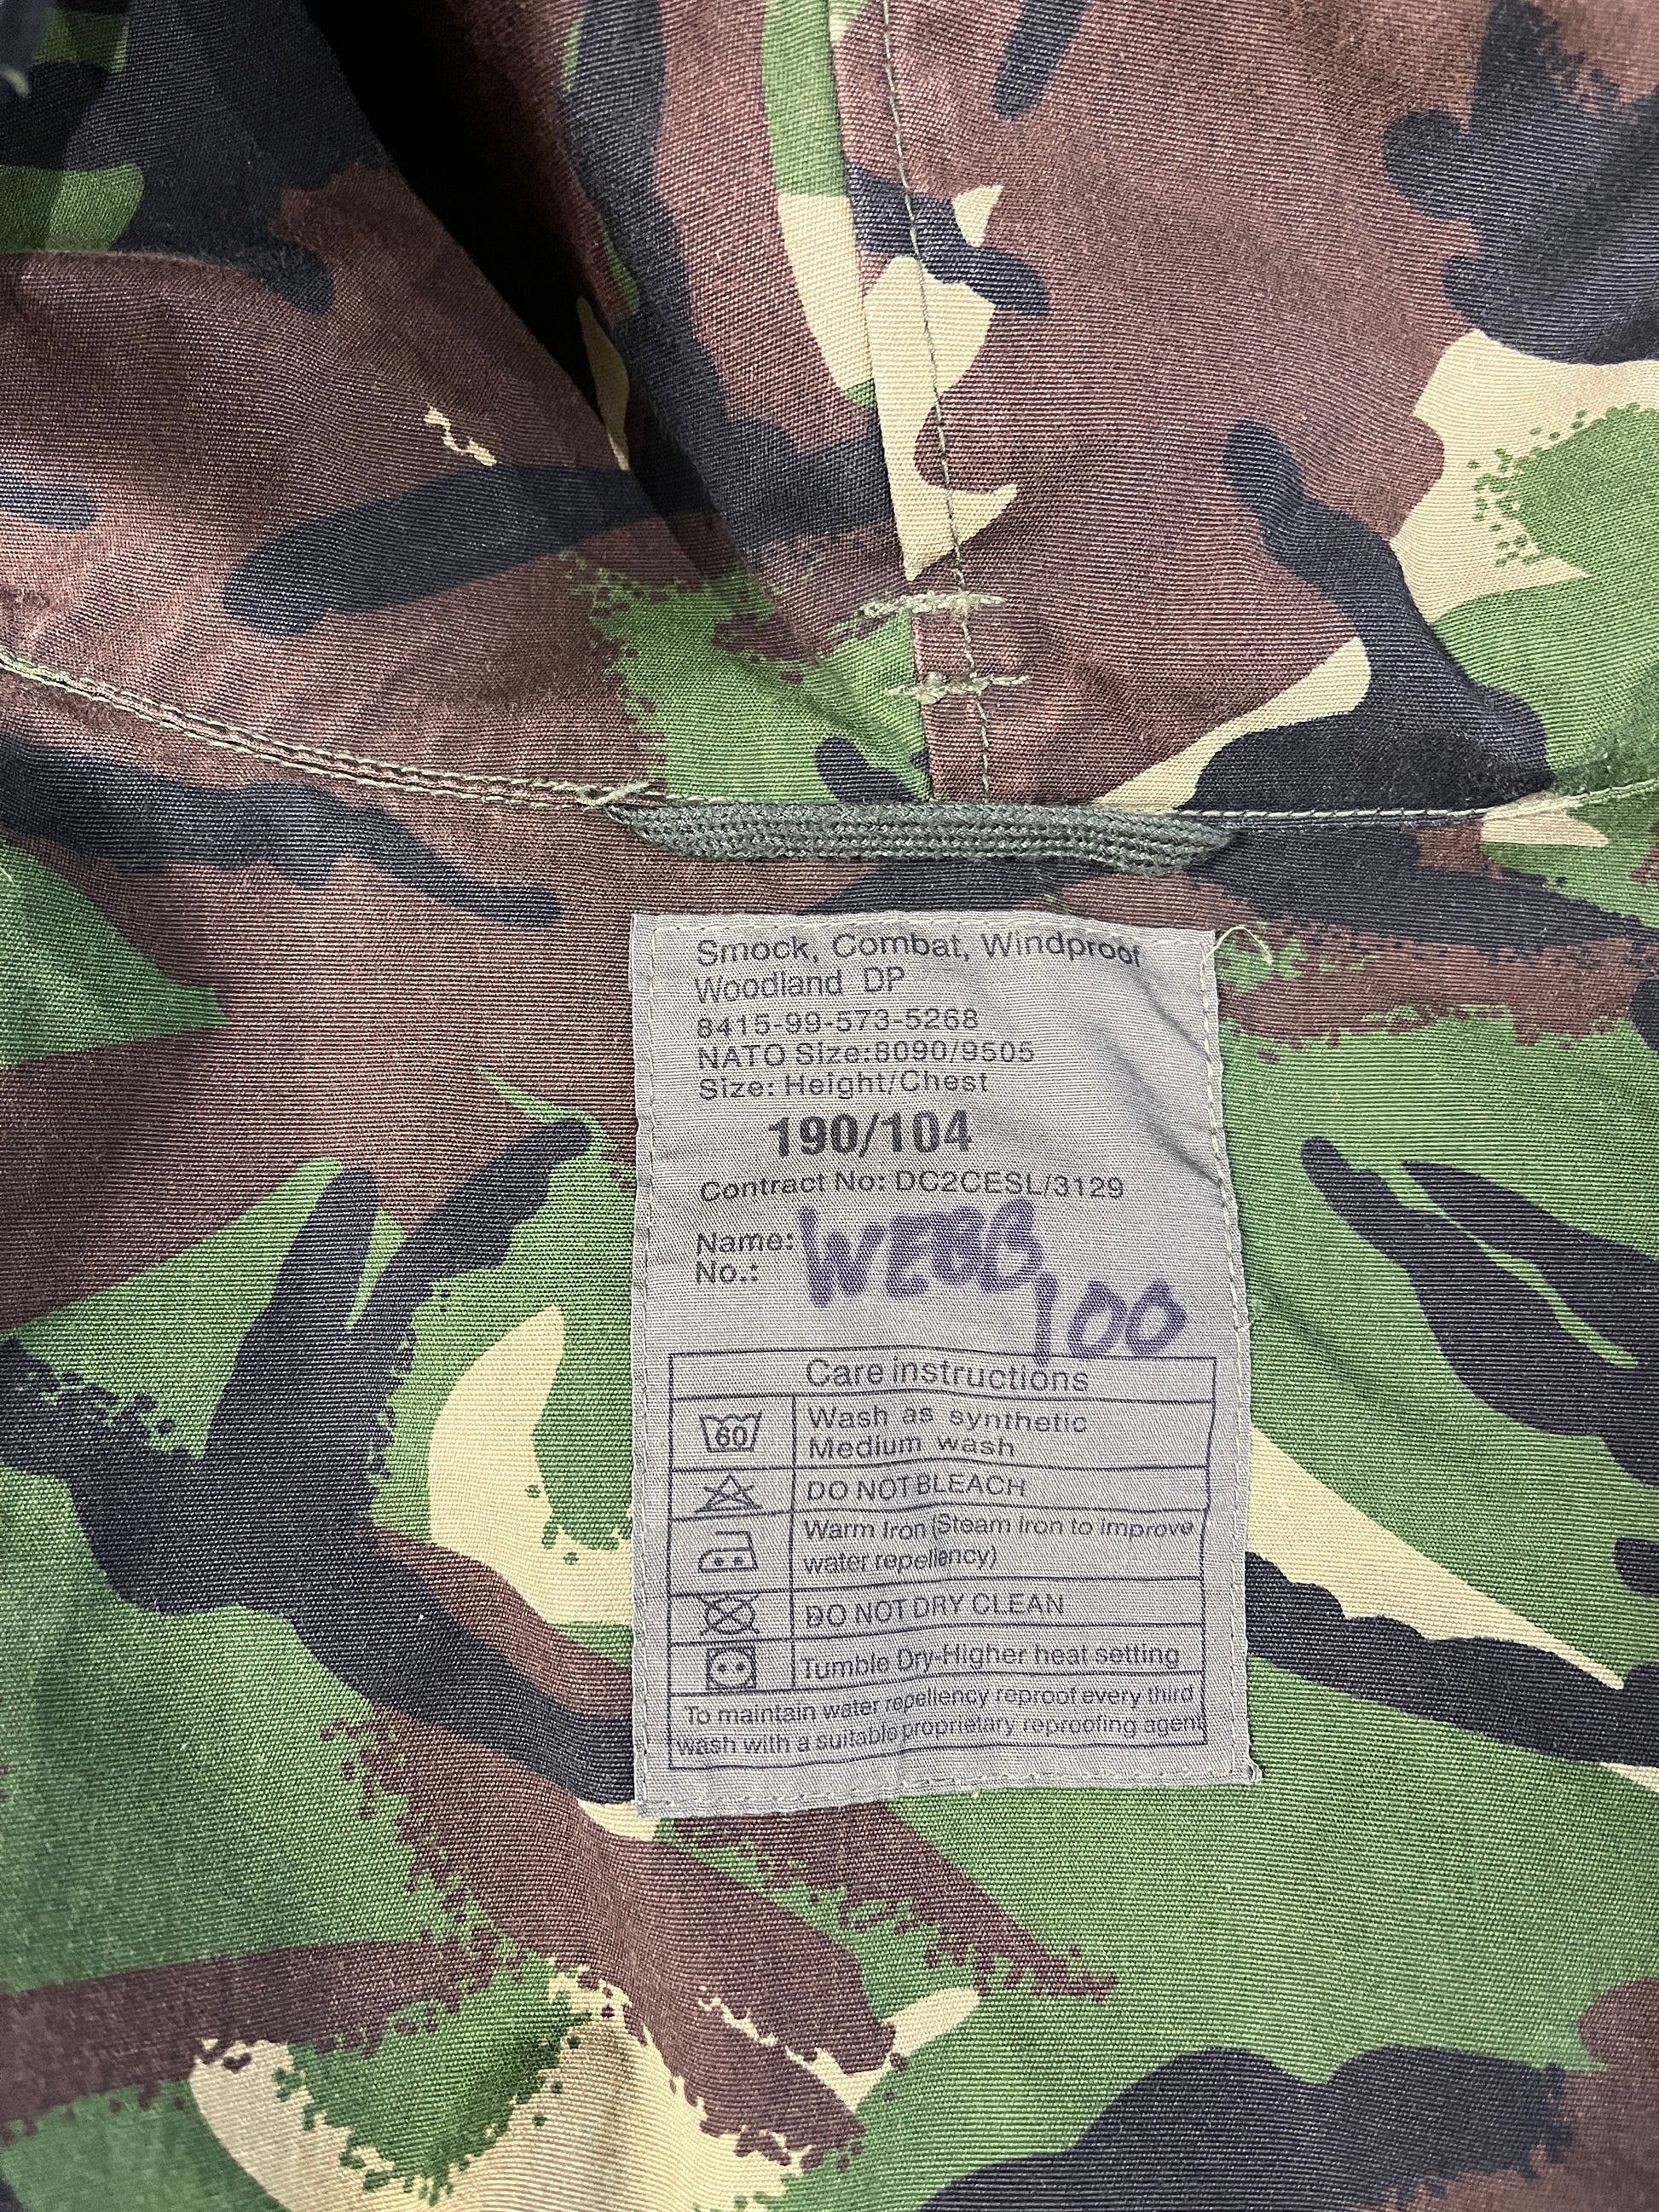 Smock, Combat, Windproof
Woodland DP
8415-99-573-5268
NATO Size:8090/9505
Size: Height/Chest
190/104
Contract No: DC2CESL/3129
Name: WEBB
No.: 100
Care instructions
60 Wash as synthetic
Medium wash
DO NOT BLEACH
Warm Iron (Steam iron to improve
water repellency)
DO NOT DRY CLEAN
Tumble Dry-Higher heat setting
To maintain water repellency reproof every third
wash with a suitable proprietary reproofing agent